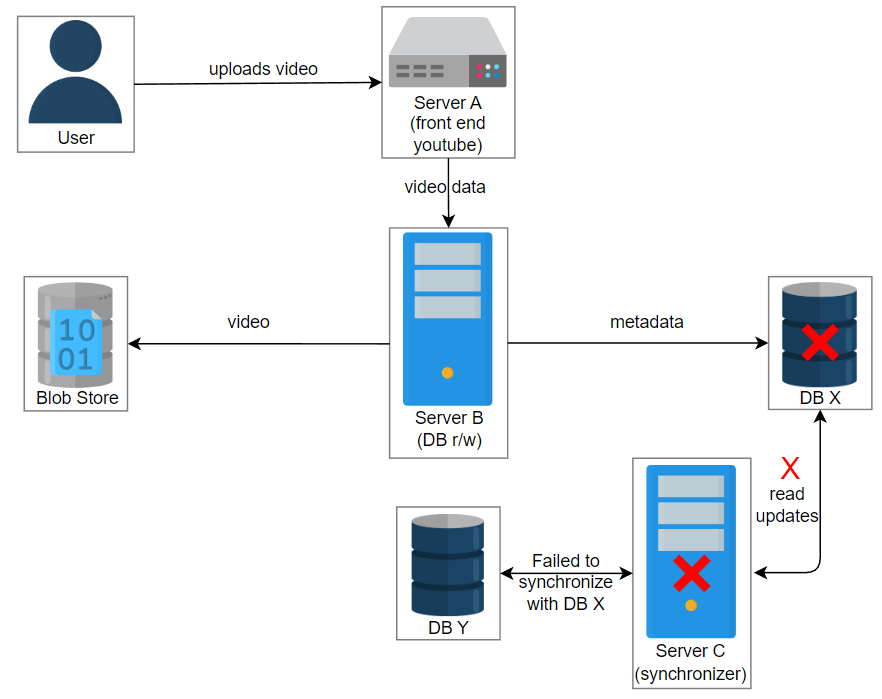 uploads video
User
Server A
(front end
youtube)
video data
10
01
Blob Store
video
Server B
(DB r/w)
metadata
DB X
X
read
updates
DB Y
Failed to
synchronize
with DB X
Server C
(synchronizer)